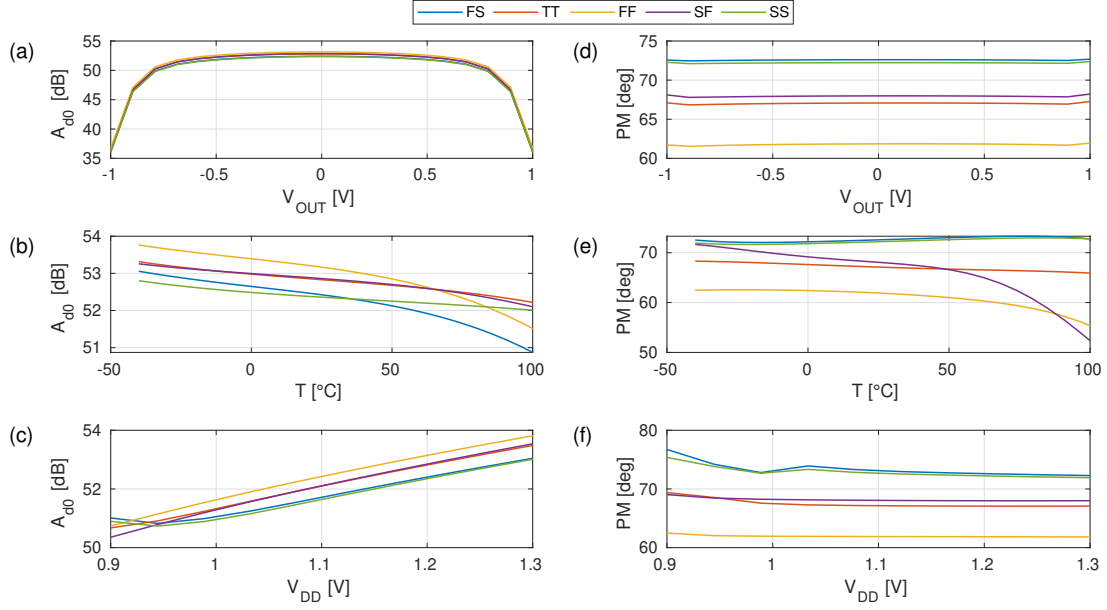 FS TT FF SF SS
(a)
A_d0 [dB]
55
50
45
40
35
-1 -0.5 0 0.5 1
V_OUT [V]
(d)
PM [deg]
75
70
65
60
-1 -0.5 0 0.5 1
V_OUT [V]
(b)
A_d0 [dB]
54
53
52
51
-50 0 50 100
T [°C]
(e)
PM [deg]
70
60
50
-50 0 50 100
T [°C]
(c)
A_d0 [dB]
54
52
50
0.9 1 1.1 1.2 1.3
V_DD [V]
(f)
PM [deg]
80
70
60
0.9 1 1.1 1.2 1.3
V_DD [V]